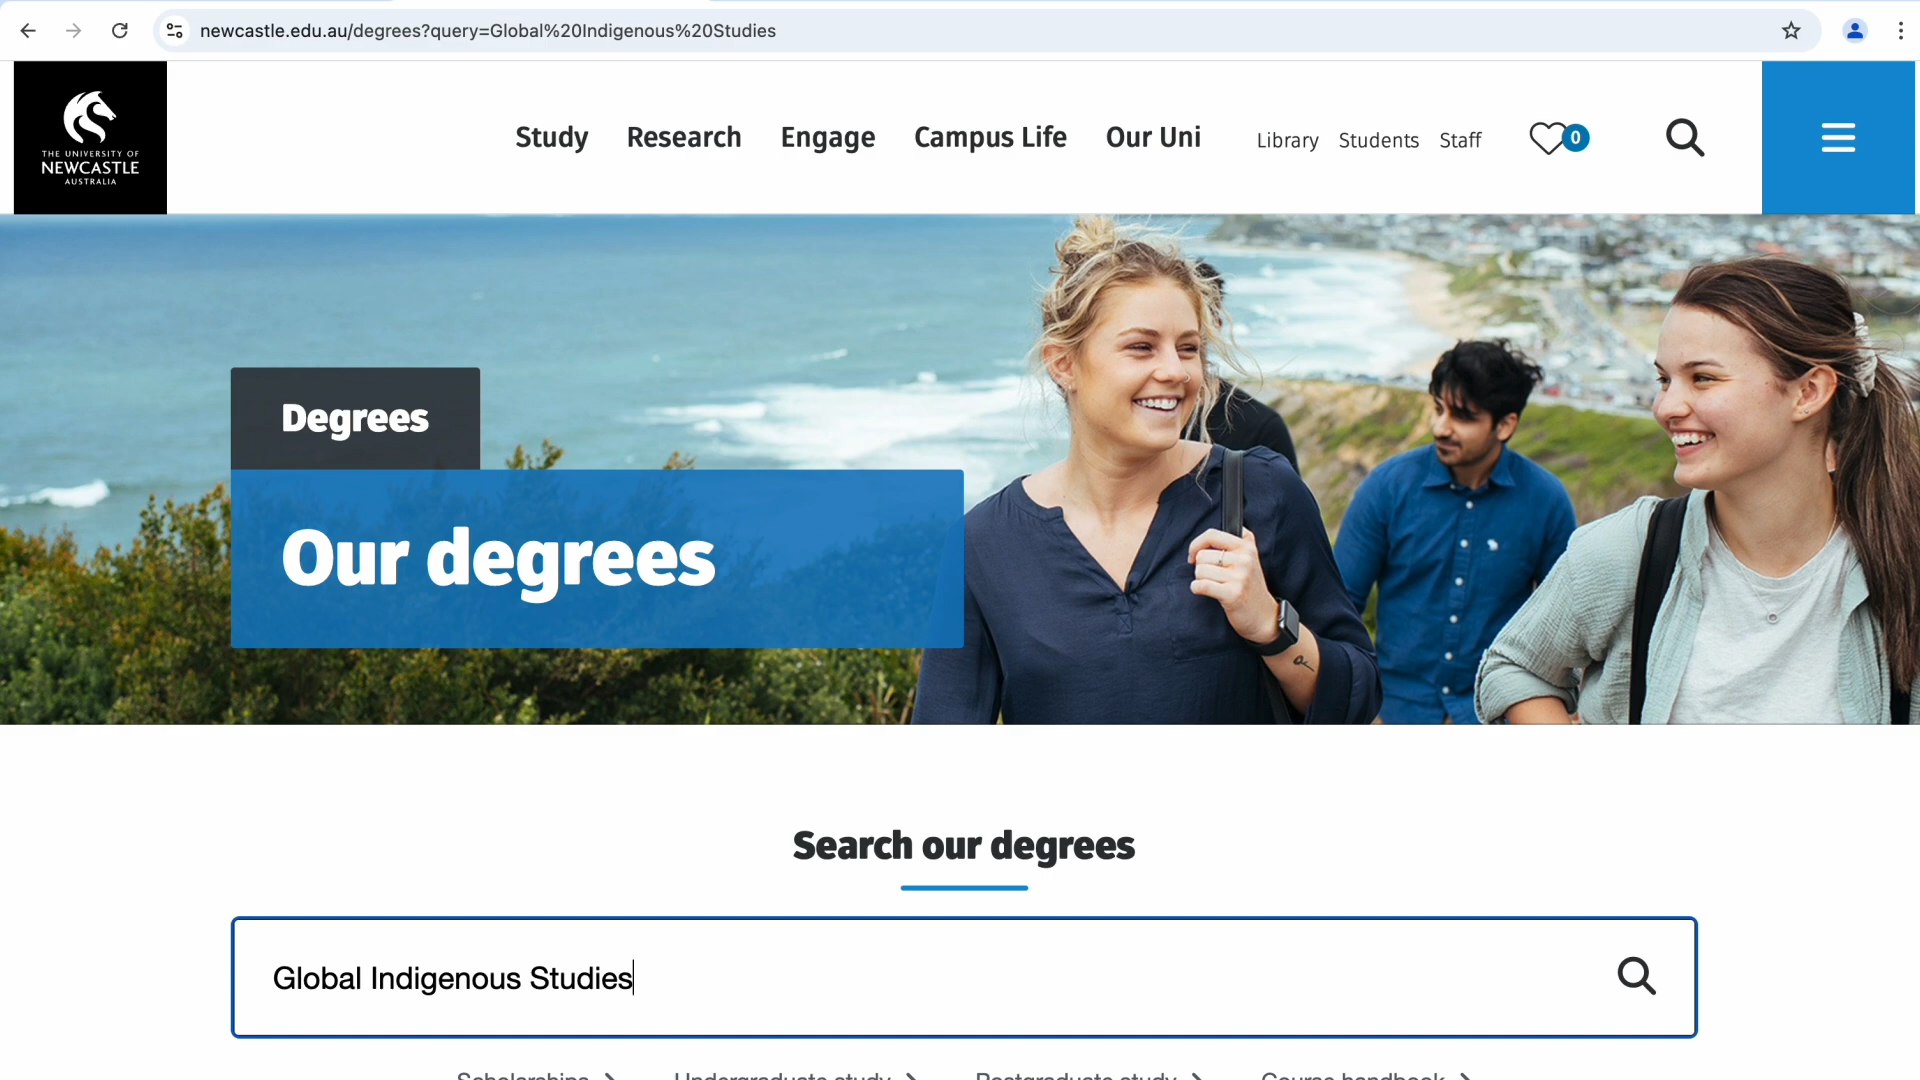 newcastle.edu.au/degrees?query=Global%20Indigenous%20Studies
THE UNIVERSITY OF
NEWCASTLE
AUSTRALIA
Study Research Engage Campus Life Our Uni Library Students Staff 0
Degrees
Our degrees
Search our degrees
Global Indigenous Studies
Scholarships Undergraduate study Postgraduate study Course handbook